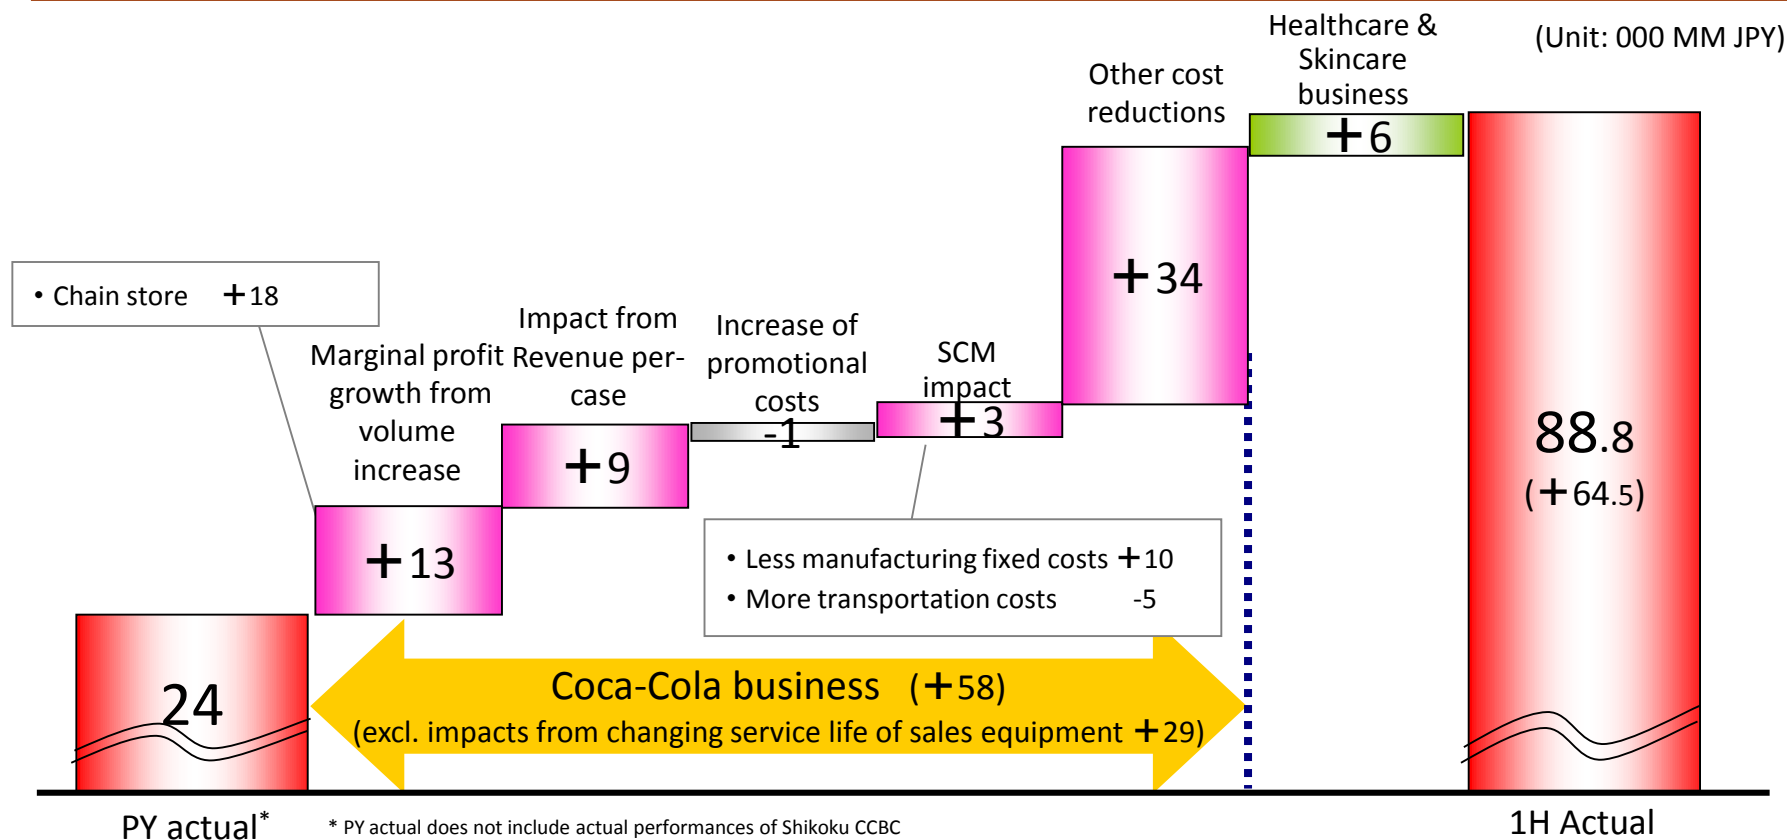 (Unit: 000 MM JPY)
Healthcare &
Skincare
business
+6
Other cost
reductions
+34
• Chain store +18
Marginal profit
growth from
volume
increase
+13
Impact from
Revenue per-
case
+9
Increase of
promotional
costs
-1
SCM
impact
+3
• Less manufacturing fixed costs +10
• More transportation costs -5
88.8
(+64.5)
24
Coca-Cola business (+58)
(excl. impacts from changing service life of sales equipment +29)
PY actual*
* PY actual does not include actual performances of Shikoku CCBC
1H Actual